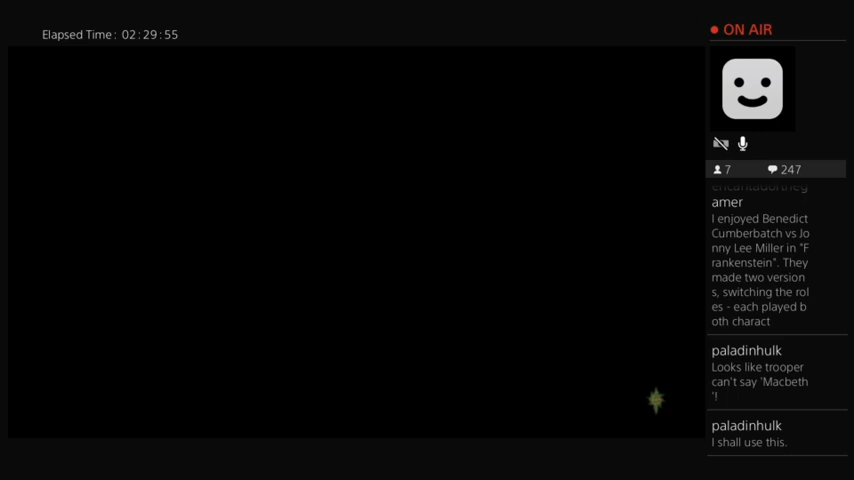 Elapsed Time: 02:29:55
ON AIR
7 247
amer
I enjoyed Benedict
Cumberbatch vs Jo
nny Lee Miller in "F
rankenstein". They
made two version
s, switching the rol
es - each played b
oth charact
paladinhulk
Looks like trooper
can't say 'Macbeth
'!
paladinhulk
I shall use this.